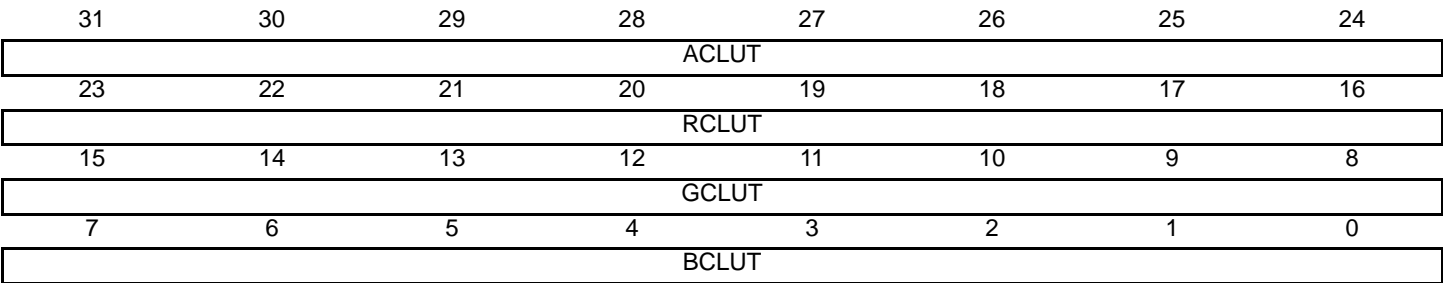 31 30 29 28 27 26 25 24
ACLUT
23 22 21 20 19 18 17 16
RCLUT
15 14 13 12 11 10 9 8
GCLUT
7 6 5 4 3 2 1 0
BCLUT